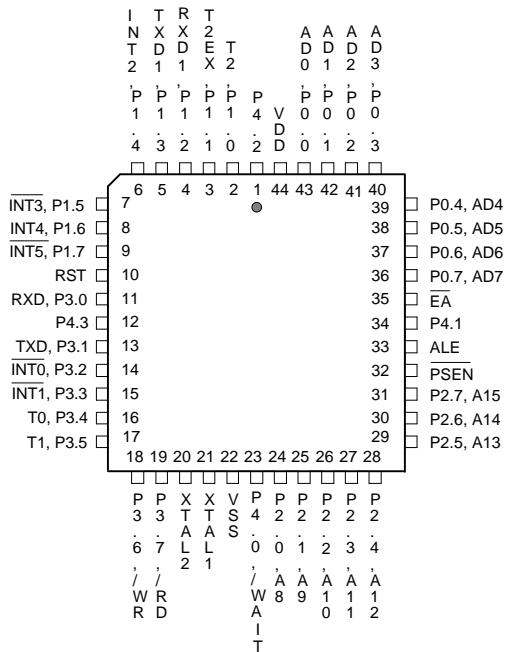 INT2, P1.4
TXD1, P1.3
RXD1, P1.2
T2EX, P1.1
T2, P1.0
P4.2
VDD
AD0, P0.0
AD1, P0.1
AD2, P0.2
AD3, P0.3
6 5 4 3 2 1 44 43 42 41 40
INT3, P1.5 7
INT4, P1.6 8
INT5, P1.7 9
RST 10
RXD, P3.0 11
P4.3 12
TXD, P3.1 13
INT0, P3.2 14
INT1, P3.3 15
T0, P3.4 16
T1, P3.5 17
39 P0.4, AD4
38 P0.5, AD5
37 P0.6, AD6
36 P0.7, AD7
35 EA
34 P4.1
33 ALE
32 PSEN
31 P2.7, A15
30 P2.6, A14
29 P2.5, A13
18 19 20 21 22 23 24 25 26 27 28
P3.6, /WR
P3.7, /RD
XTAL2
XTAL1
VSS
P4.0, /WAIT
P2.0, A8
P2.1, A9
P2.2, A10
P2.3, A11
P2.4, A12